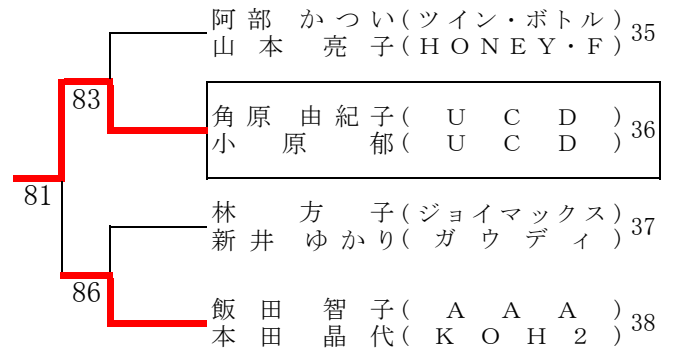 阿部 かつい(ツイン・ボトル) 35
山本 亮子(HONEY・F)
83
角原 由紀子(UCD) 36
小原 郁(UCD)
81
林 方子(ジョイマックス) 37
新井 ゆかり(ガウディ)
86
飯田 智子(AAA) 38
本田 晶代(KOH2)